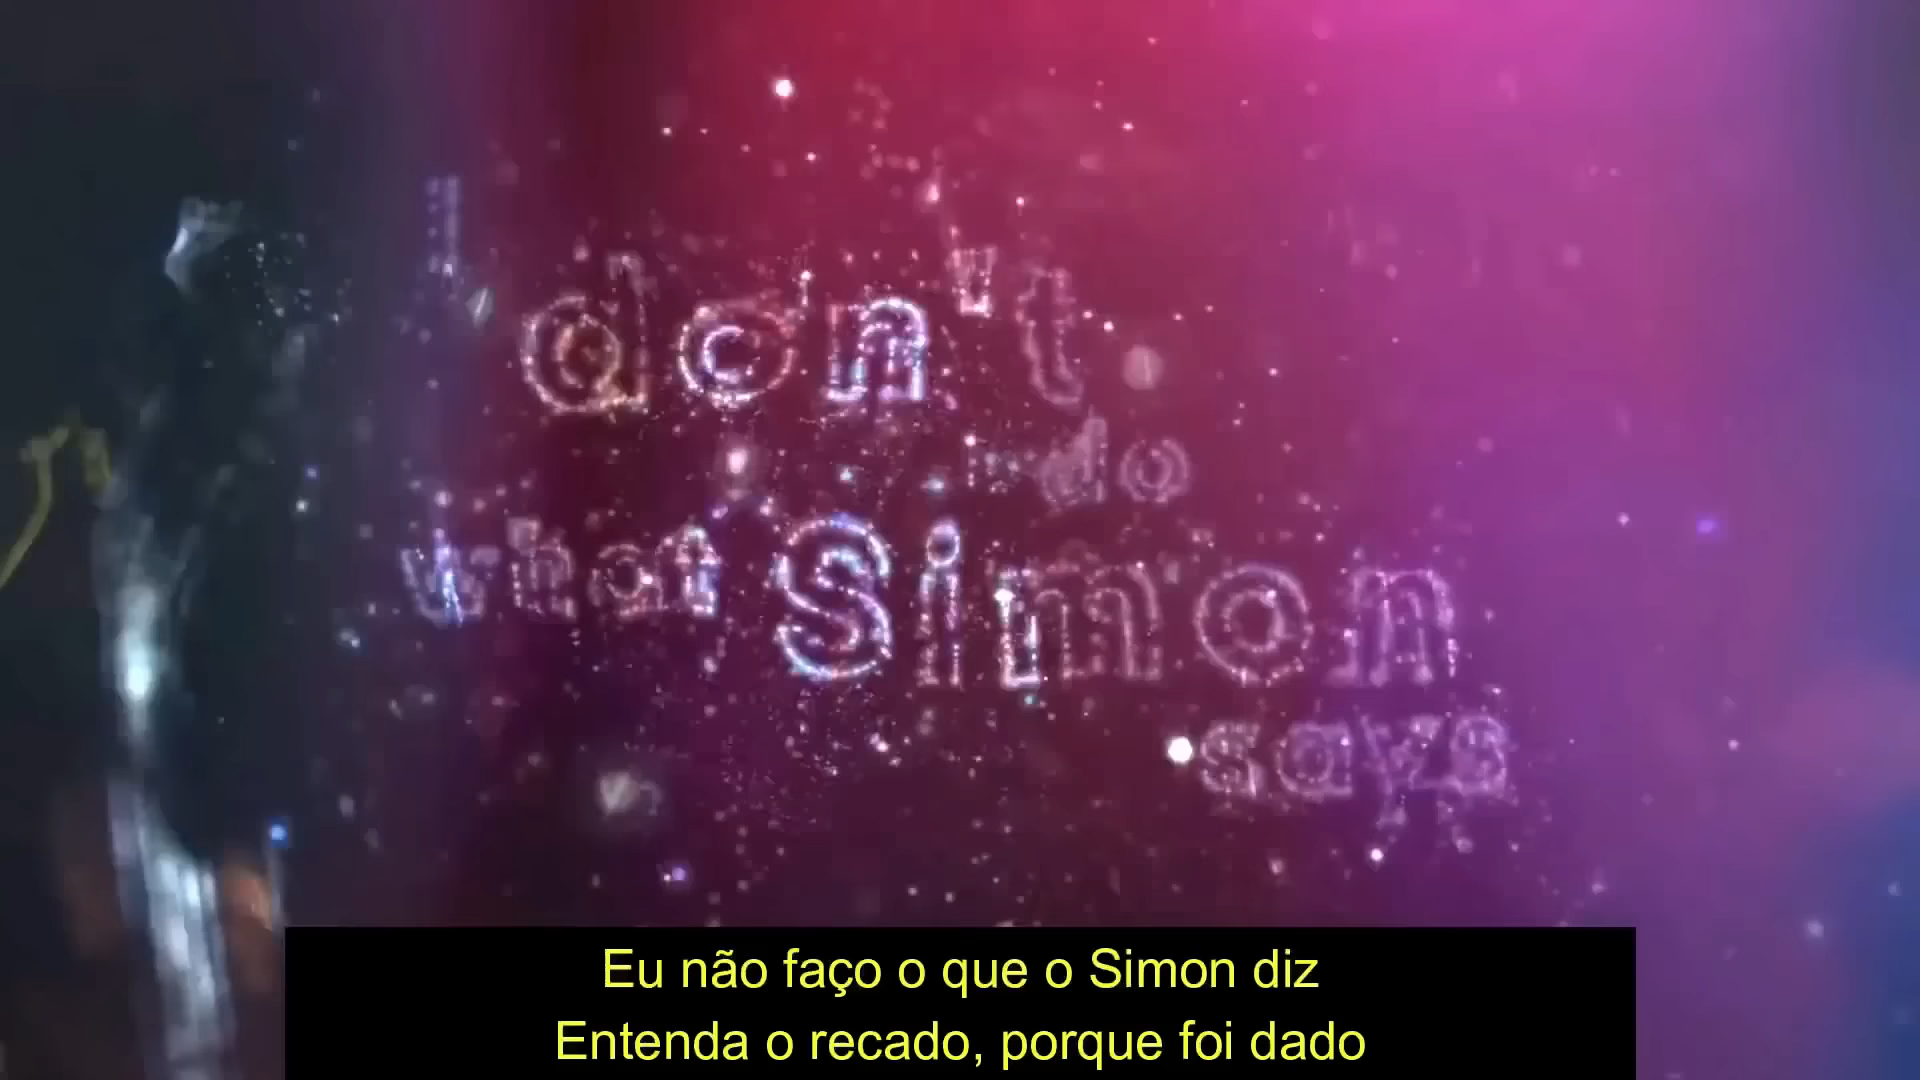 I
don't
do
what Simon
says
Eu não faço o que o Simon diz
Entenda o recado, porque foi dado